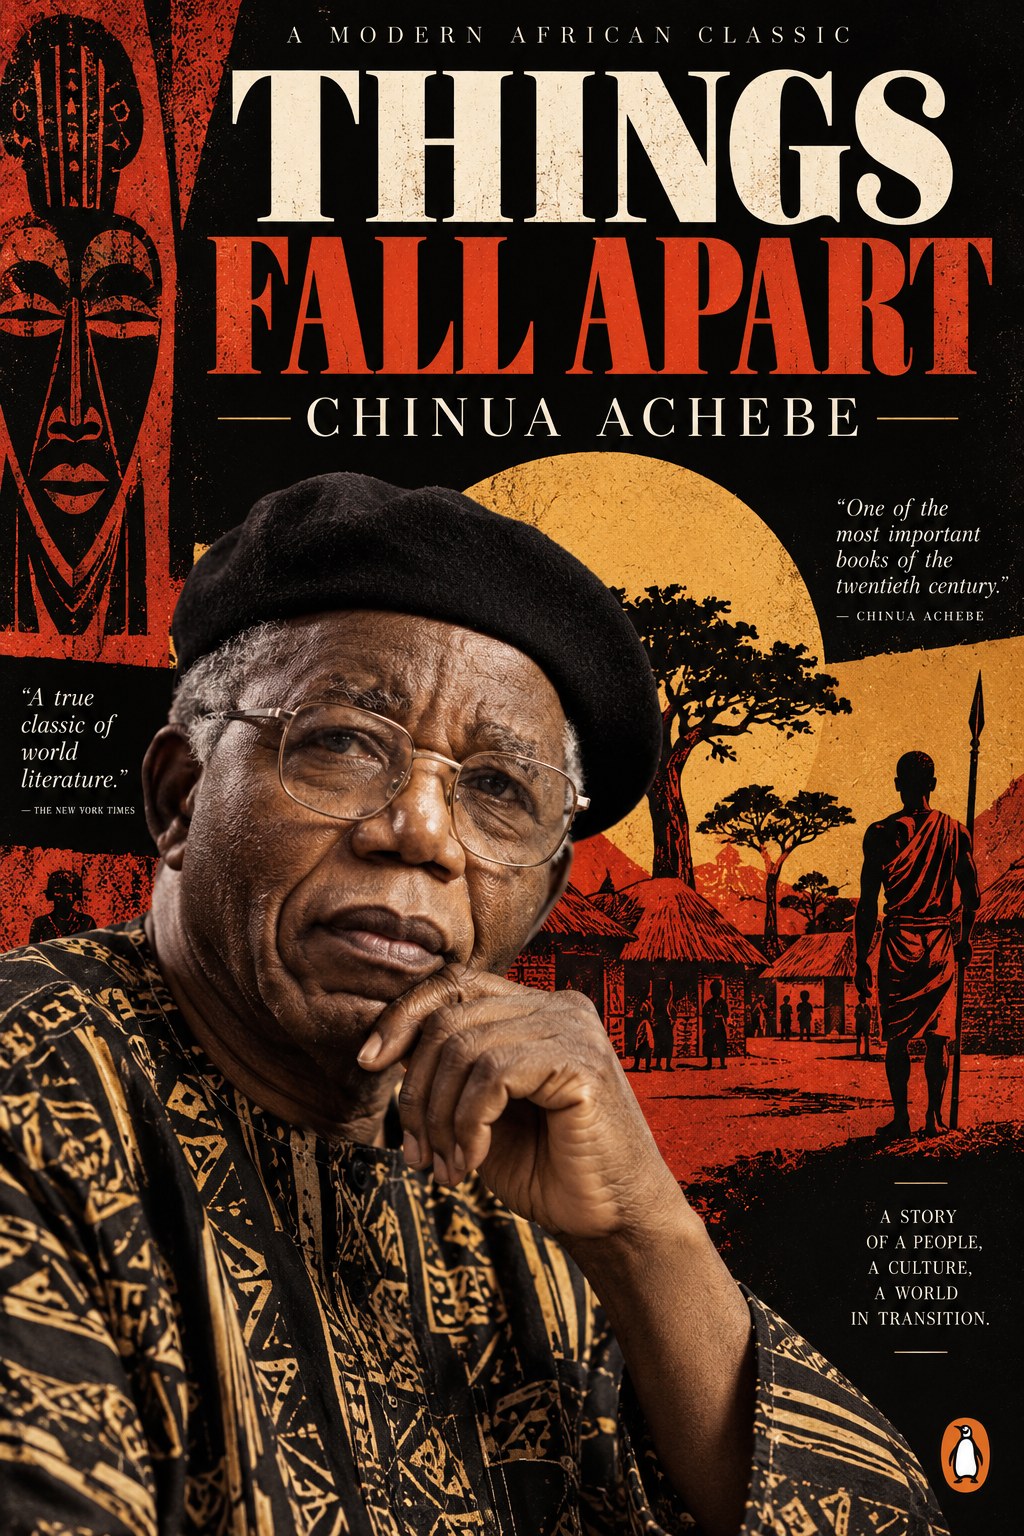 A MODERN AFRICAN CLASSIC
THINGS
FALL APART
CHINUA ACHEBE
“One of the
most important
books of the
twentieth century.”
— CHINUA ACHEBE
“A true
classic of
world
literature.”
— THE NEW YORK TIMES
A STORY
OF A PEOPLE,
A CULTURE,
A WORLD
IN TRANSITION.